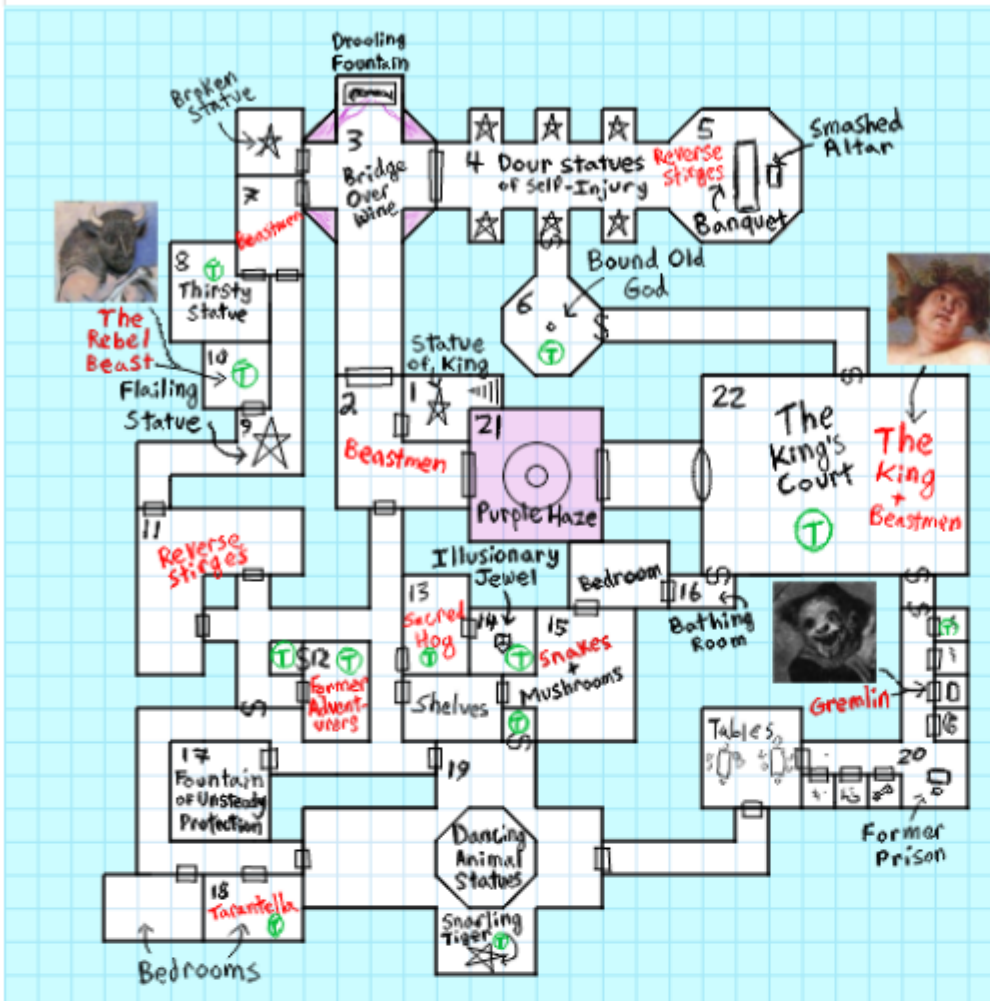 Drooling
Fountain
Broken
Statue
3
Bridge
Over
Wine
4 Dour statues
of Self-Injury
5
Reverse
Stirges
Banquet
Smashed
Altar
7
Beastmen
8
T
Thirsty
Statue
The
Rebel
Beast
10
T
Flailing
Statue
9
6
T
S
S
S
Bound Old
God
Statue
of King
1
2
Beastmen
21
Purple Haze
22
The
King's
Court
T
The
King
+
Beastmen
11
Reverse
Stirges
Illusionary
Jewel
13
Sacred
Hog
T
14
T
Bedroom
15
Snakes
+
Mushrooms
T
S
16
S
Bathing
Room
S
S
Gremlin
T
S12
T
Former
Advent-
urers
S
Shelves
17
Fountain
of Unsteady
Protection
19
Tables
20
Former
Prison
Dancing
Animal
Statues
18
Tarantella
T
Bedrooms
Snarling
Tiger
T